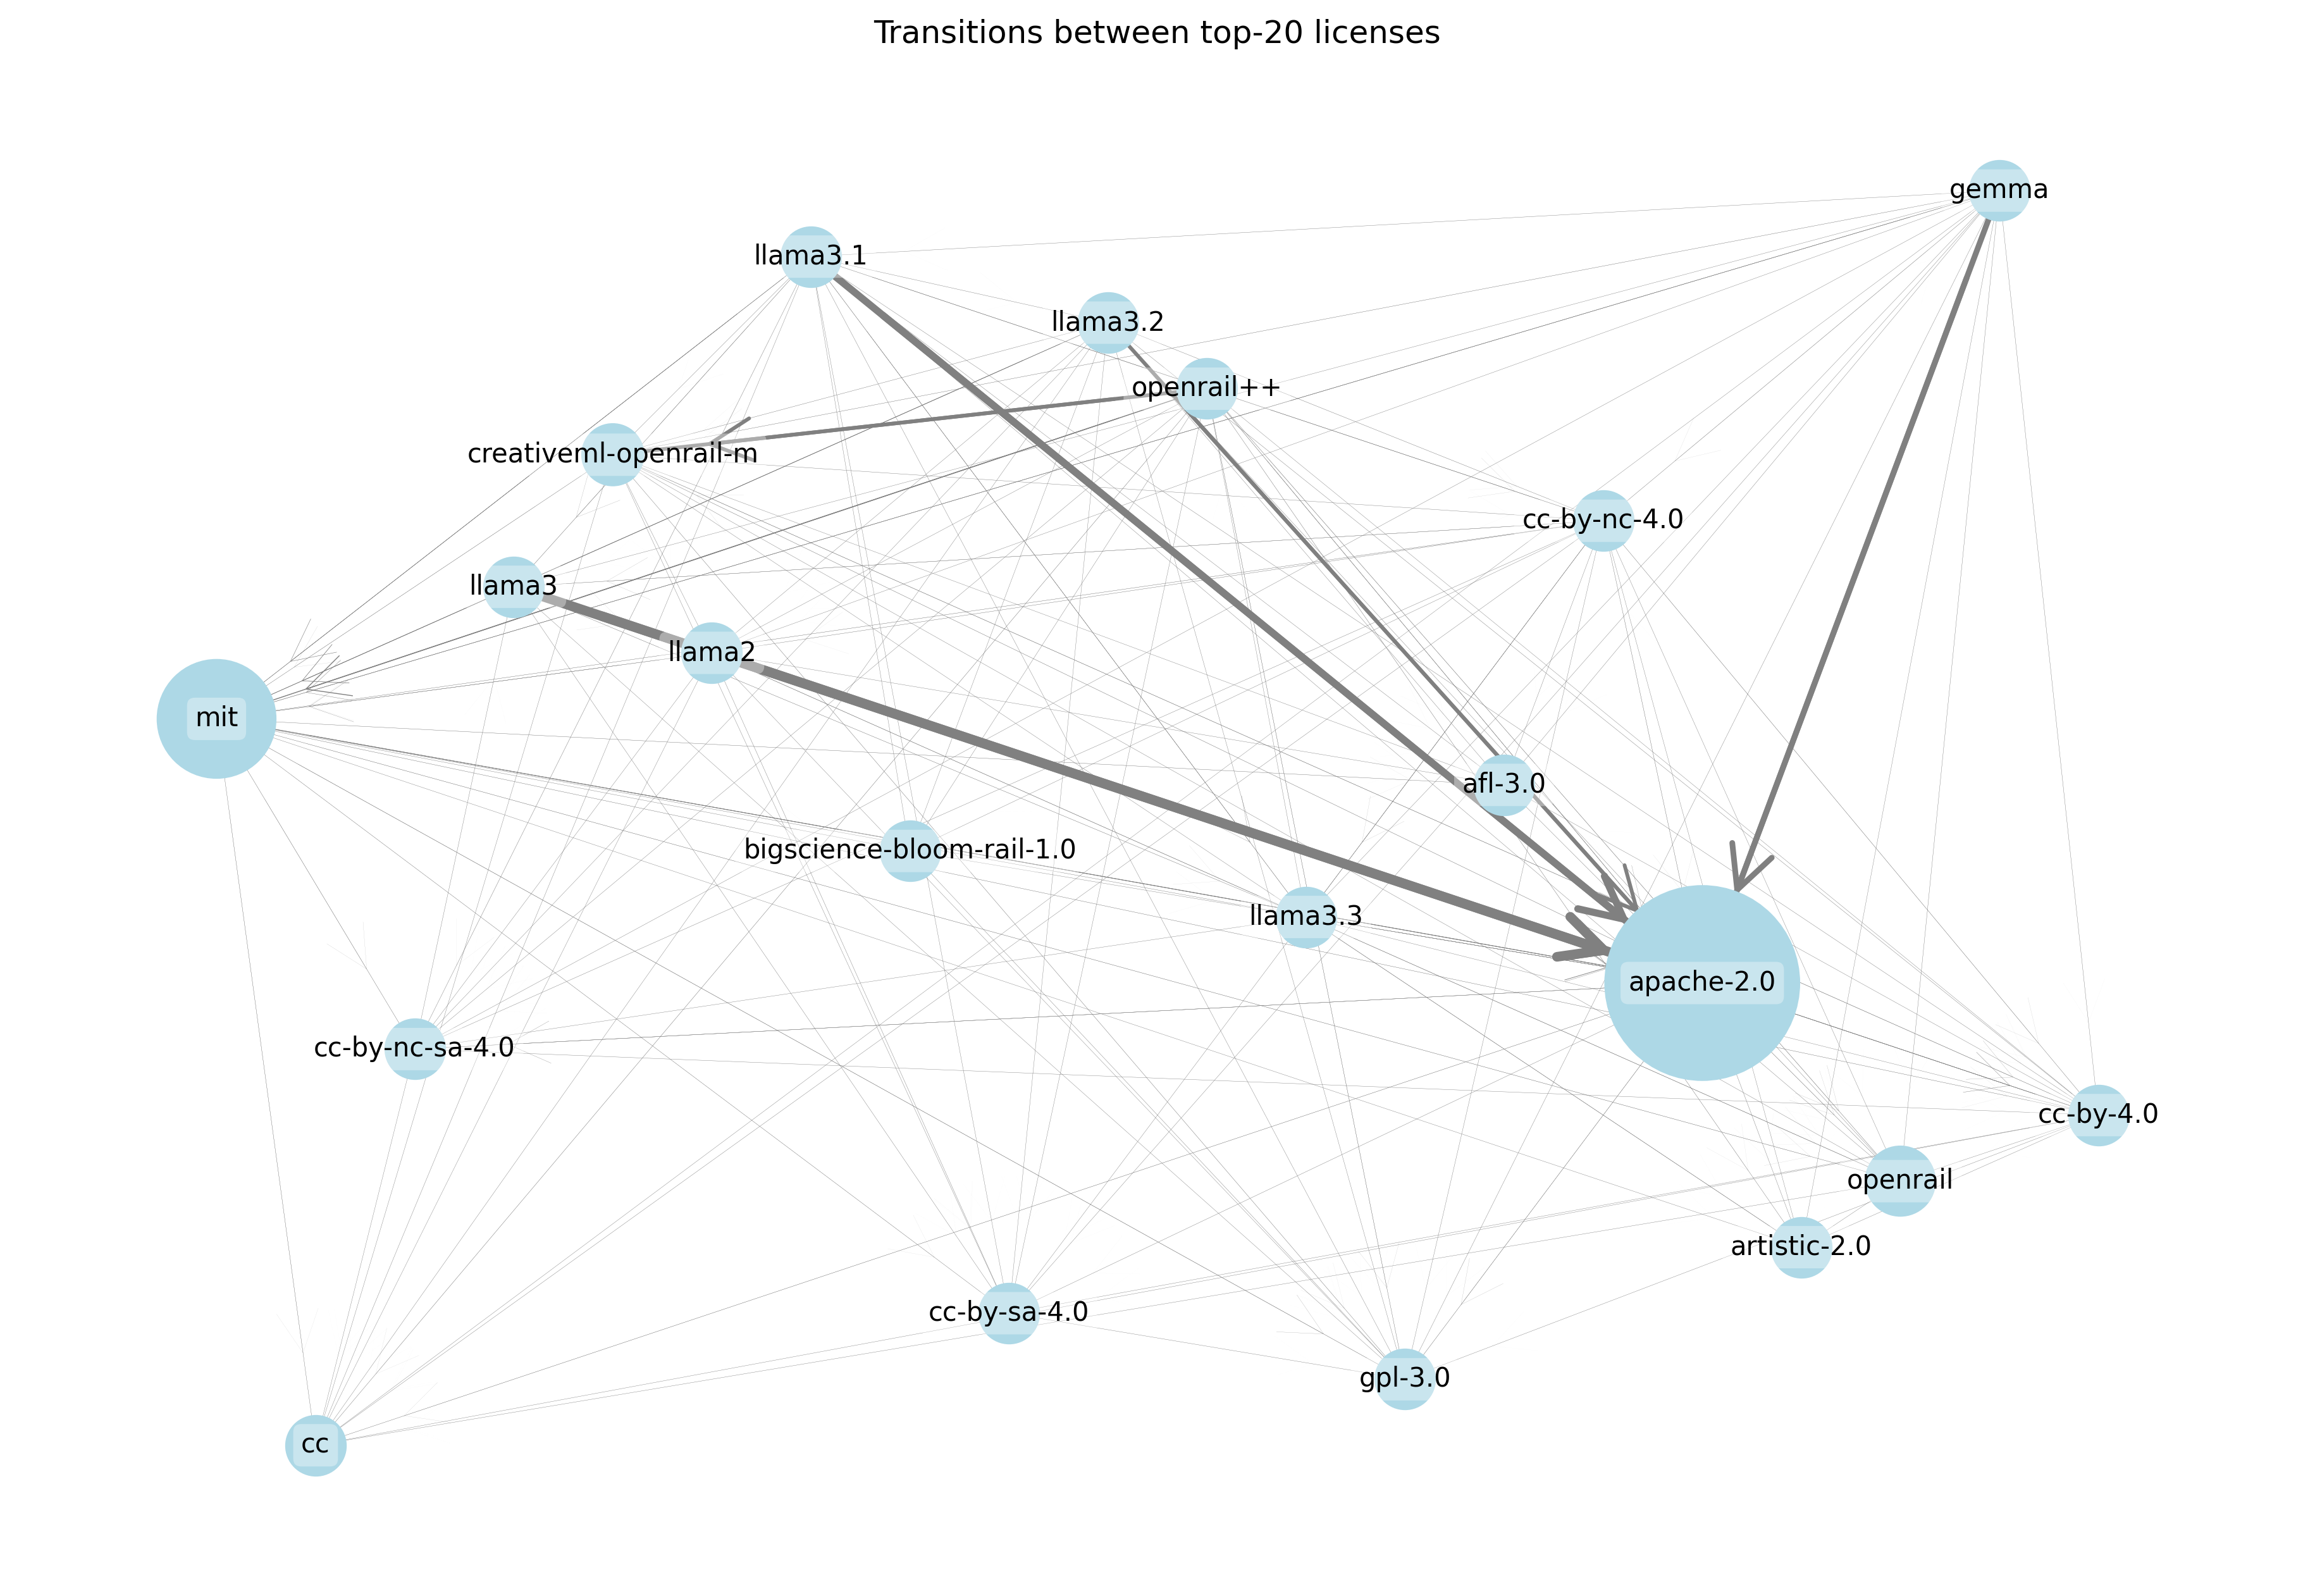 Transitions between top-20 licenses
gemma
llama3.1
llama3.2
openrail++
creativeml-openrail-m
cc-by-nc-4.0
llama3
llama2
mit
afl-3.0
bigscience-bloom-rail-1.0
llama3.3
apache-2.0
cc-by-nc-sa-4.0
cc-by-4.0
openrail
artistic-2.0
cc-by-sa-4.0
gpl-3.0
cc